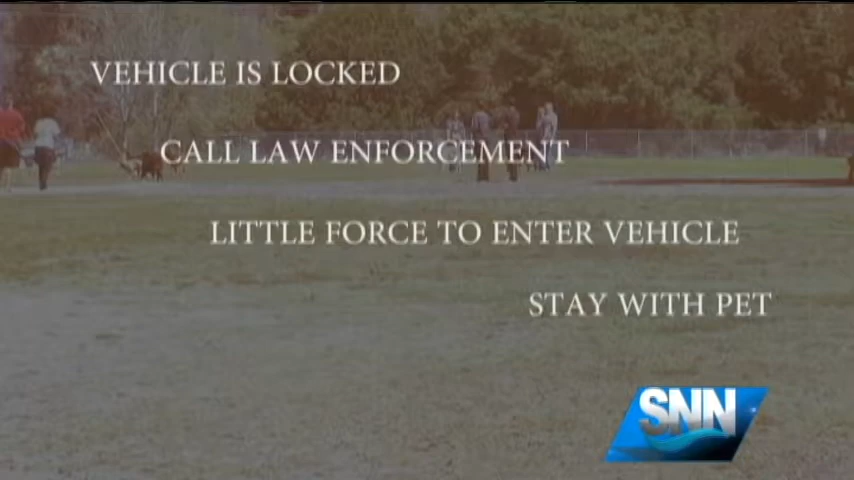 VEHICLE IS LOCKED
CALL LAW ENFORCEMENT
LITTLE FORCE TO ENTER VEHICLE
STAY WITH PET
SNN